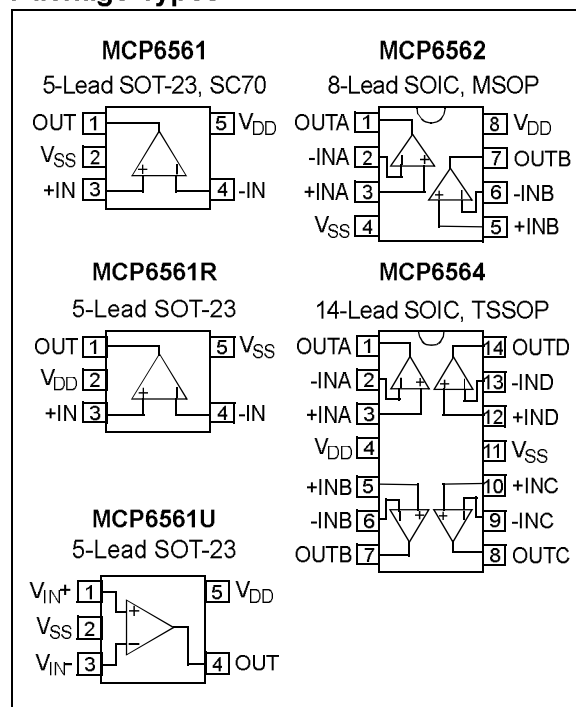 MCP6561
5-Lead SOT-23, SC70
OUT 1
5 VDD
VSS 2
+IN 3
4 -IN
+ –
MCP6562
8-Lead SOIC, MSOP
OUTA 1
8 VDD
-INA 2
7 OUTB
+INA 3
6 -INB
VSS 4
5 +INB
– +
+ –
MCP6561R
5-Lead SOT-23
OUT 1
5 VSS
VDD 2
+IN 3
4 -IN
+ –
MCP6564
14-Lead SOIC, TSSOP
OUTA 1
14 OUTD
-INA 2
13 -IND
+INA 3
12 +IND
VDD 4
11 VSS
+INB 5
10 +INC
-INB 6
9 -INC
OUTB 7
8 OUTC
– + + –
– + + –
MCP6561U
5-Lead SOT-23
VIN+ 1
5 VDD
VSS 2
VIN- 3
4 OUT
+
–